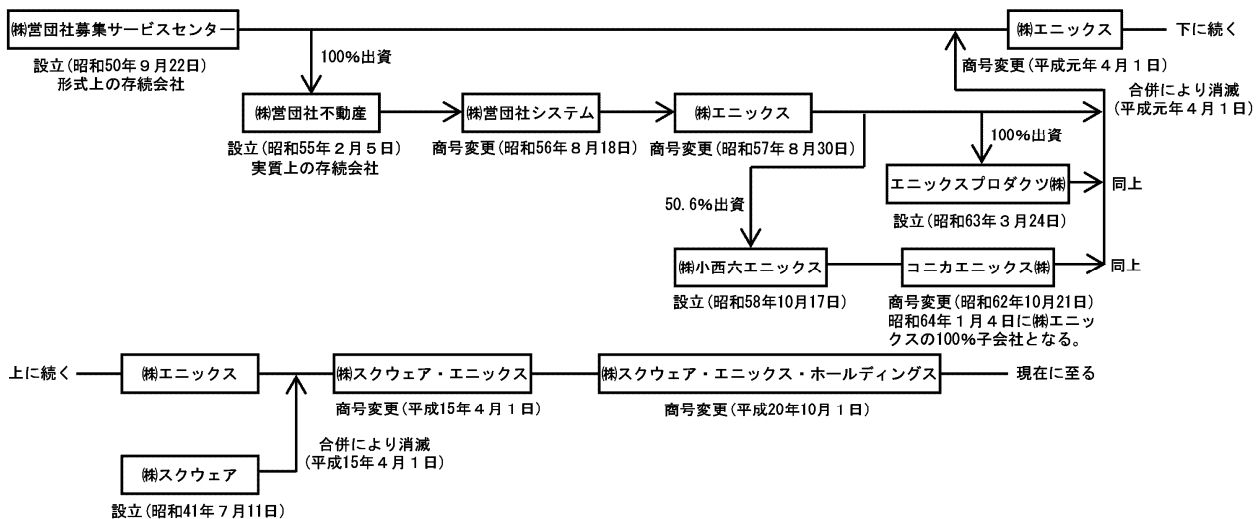 ㈱営団社募集サービスセンター
㈱エニックス
下に続く
設立(昭和50年９月22日)
形式上の存続会社
100％出資
商号変更(平成元年４月１日)
合併により消滅
(平成元年４月１日)
㈱営団社不動産
㈱営団社システム
㈱エニックス
設立(昭和55年２月５日)
実質上の存続会社
商号変更(昭和56年８月18日)
商号変更(昭和57年８月30日)
100％出資
エニックスプロダクツ㈱
同上
50.6％出資
設立(昭和63年３月24日)
㈱小西六エニックス
コニカエニックス㈱
同上
設立(昭和58年10月17日)
商号変更(昭和62年10月21日)
昭和64年１月４日に㈱エニッ
クスの100％子会社となる。
上に続く
㈱エニックス
㈱スクウェア・エニックス
㈱スクウェア・エニックス・ホールディングス
現在に至る
商号変更(平成15年４月１日)
商号変更(平成20年10月１日)
合併により消滅
(平成15年４月１日)
㈱スクウェア
設立(昭和41年７月11日)